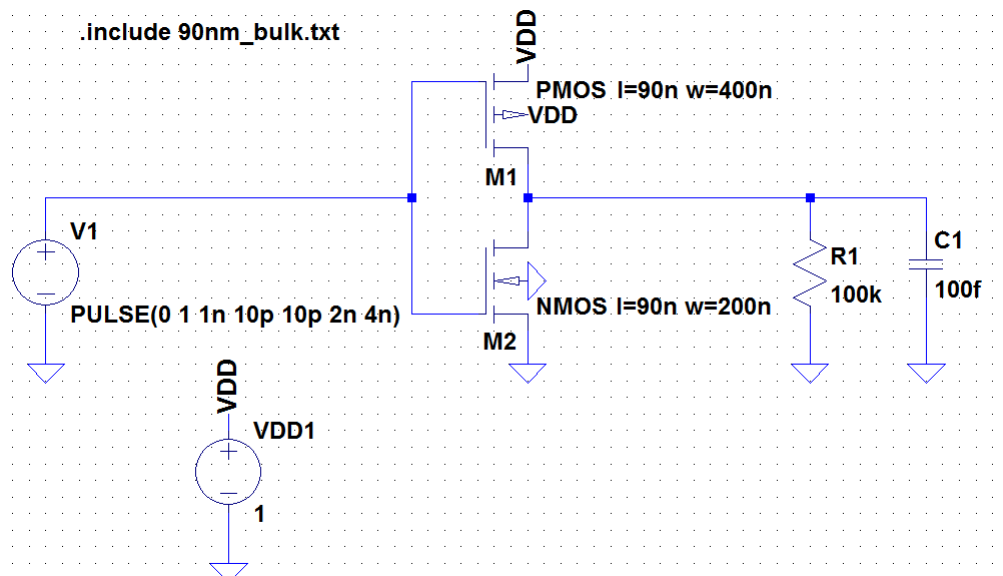 .include 90nm_bulk.txt
VDD
PMOS l=90n w=400n
VDD
M1
V1
PULSE(0 1 1n 10p 10p 2n 4n)
NMOS l=90n w=200n
M2
R1
100k
C1
100f
VDD
VDD1
1